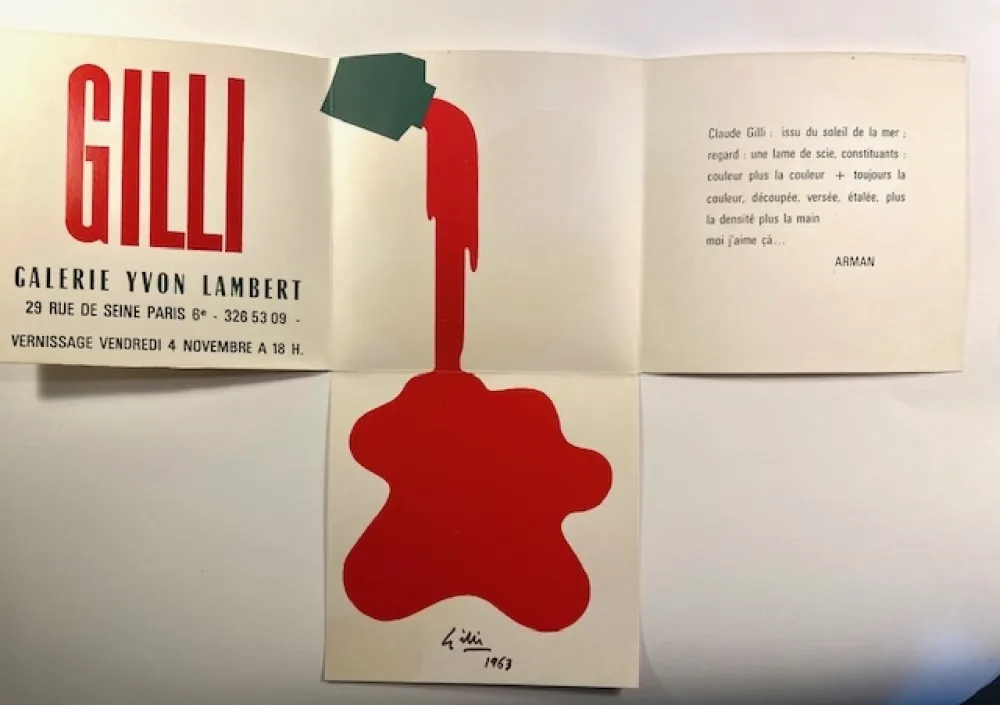 GILLI
GALERIE YVON LAMBERT
29 RUE DE SEINE PARIS 6e - 326 53 09 -
VERNISSAGE VENDREDI 4 NOVEMBRE A 18 H.
Claude Gilli : issu du soleil de la mer ;
regard : une lame de scie, constituants :
couleur plus la couleur + toujours la
couleur, découpée, versée, étalée, plus
la densité plus la main
moi j'aime çà...
ARMAN
Gilli
1963